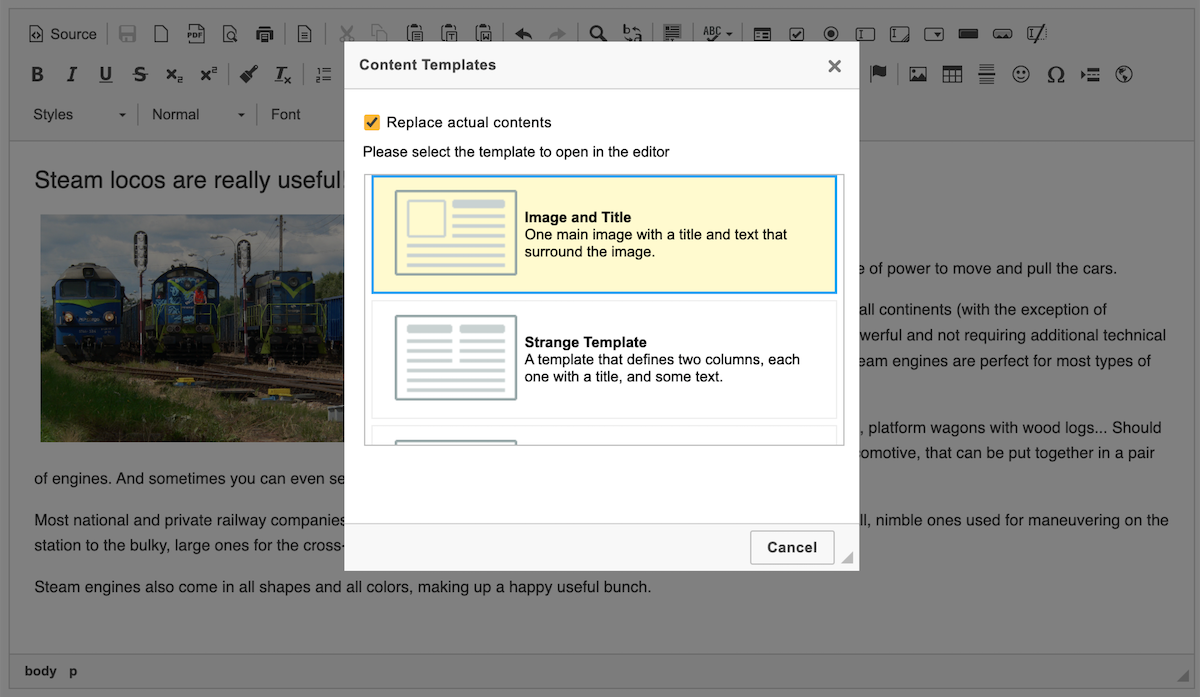 Source
PDF
ABC
B I U S x₂ x² Tx
Styles
Normal
Font
Content Templates
Replace actual contents
Please select the template to open in the editor
Image and Title
One main image with a title and text that
surround the image.
Strange Template
A template that defines two columns, each
one with a title, and some text.
Cancel
Steam locos are really useful!
of power to move and pull the cars.
all continents (with the exception of
and not requiring additional technical
engines are perfect for most types of
, platform wagons with wood logs... Should
that can be put together in a pair
of engines. And sometimes you can even
Most national and private railway companies
nimble ones used for maneuvering on the
station to the bulky, large ones for the cross-
Steam engines also come in all shapes and all colors, making up a happy useful bunch.
body p